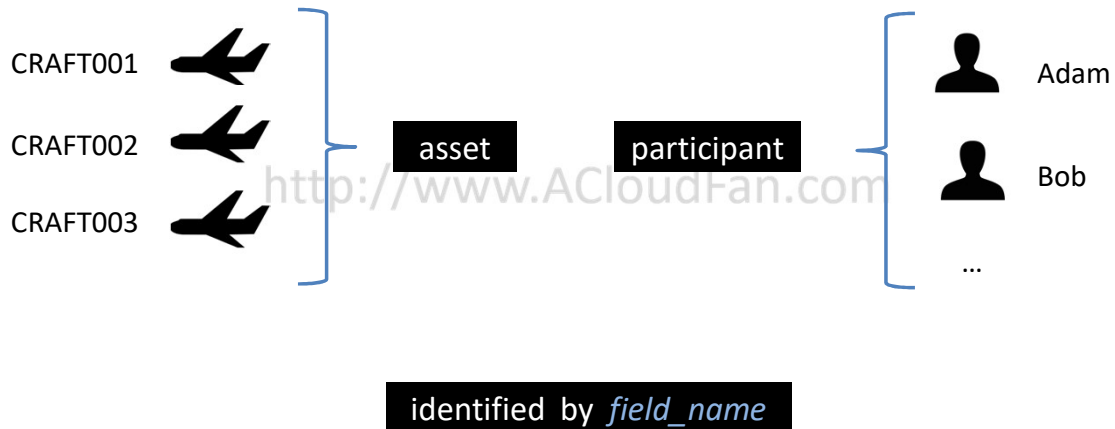 CRAFT001
CRAFT002
CRAFT003
asset
participant
Adam
Bob
...
http://www.ACloudFan.com
identified by field_name